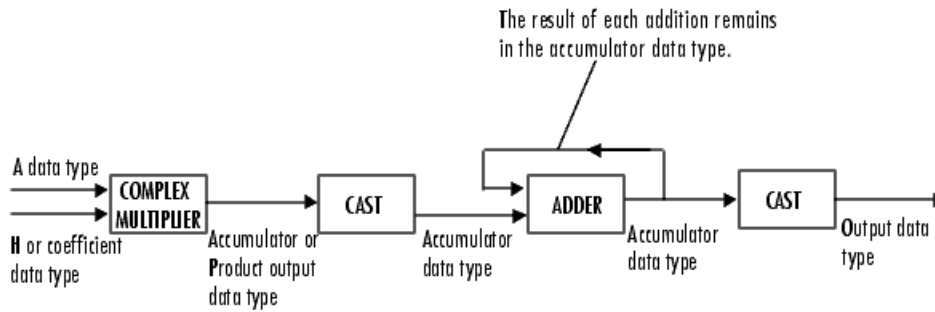 The result of each addition remains
in the accumulator data type.
A data type
COMPLEX
MULTIPLIER
H or coefficient
data type
Accumulator or
Product output
data type
CAST
Accumulator
data type
ADDER
Accumulator
data type
CAST
Output data
type